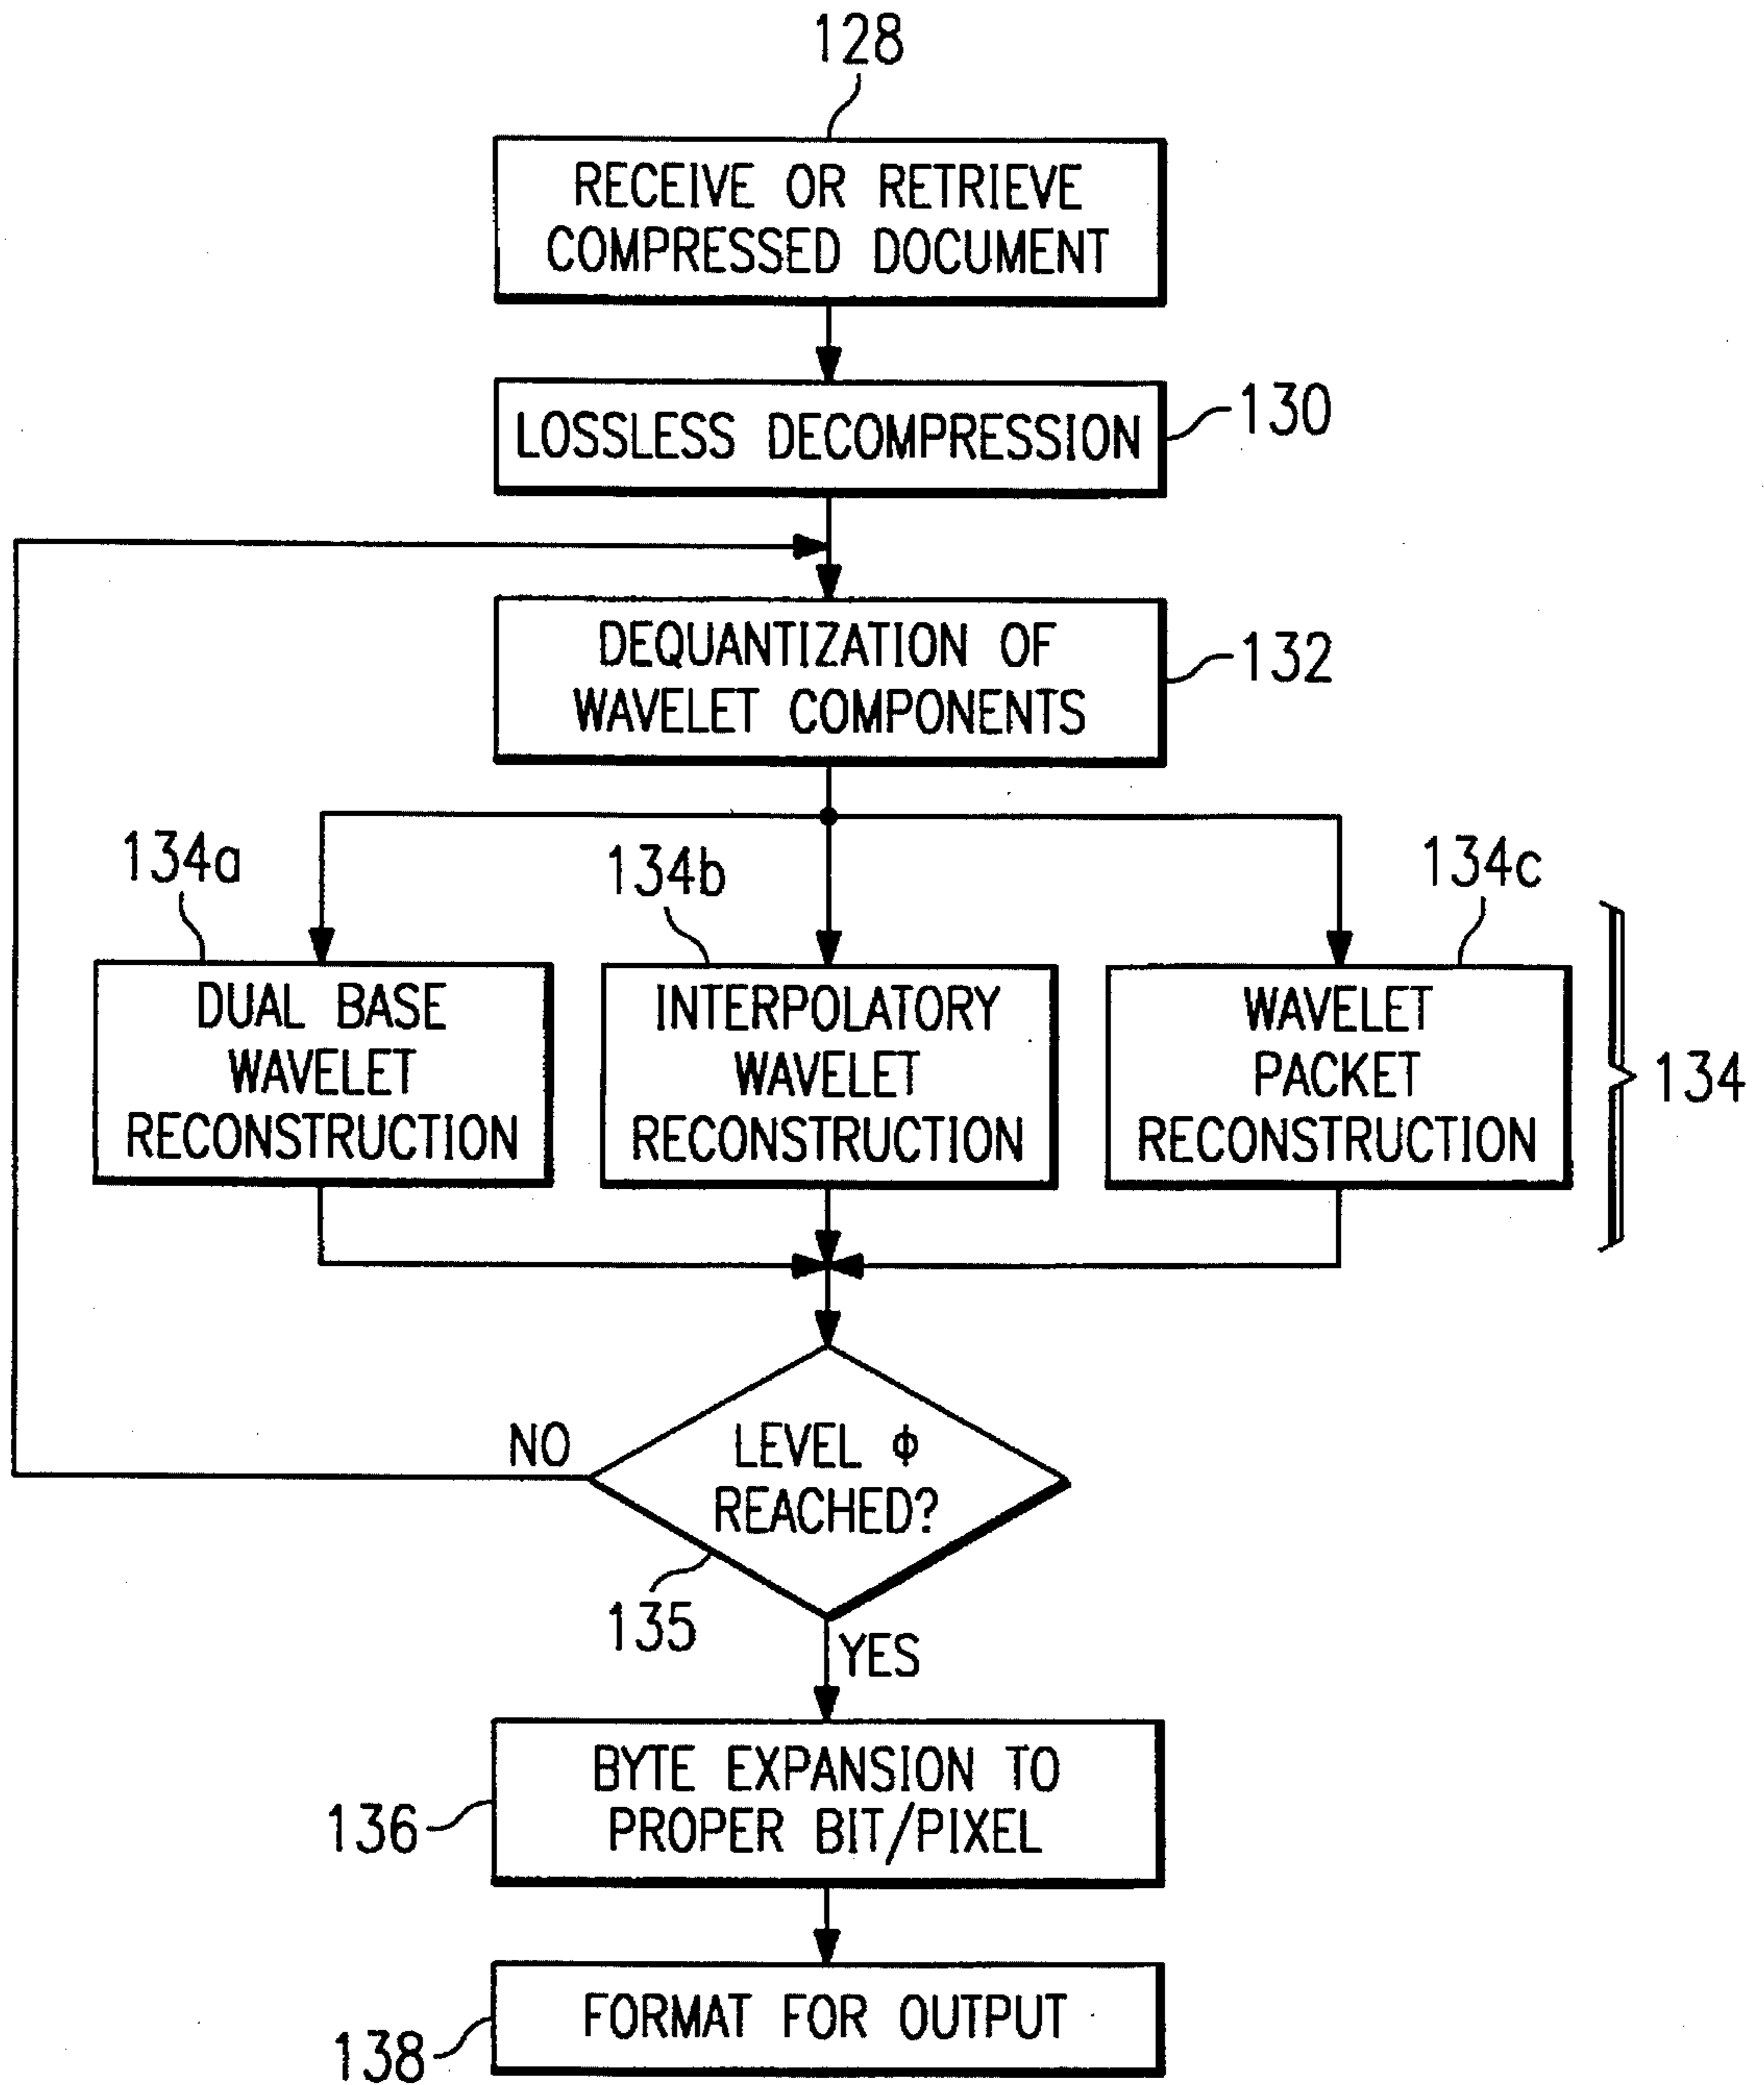 128
RECEIVE OR RETRIEVE
COMPRESSED DOCUMENT
LOSSLESS DECOMPRESSION
130
DEQUANTIZATION OF
WAVELET COMPONENTS
132
134a
134b
134c
DUAL BASE
WAVELET
RECONSTRUCTION
INTERPOLATORY
WAVELET
RECONSTRUCTION
WAVELET
PACKET
RECONSTRUCTION
134
NO
LEVEL ϕ
REACHED?
135
YES
BYTE EXPANSION TO
PROPER BIT/PIXEL
136
FORMAT FOR OUTPUT
138